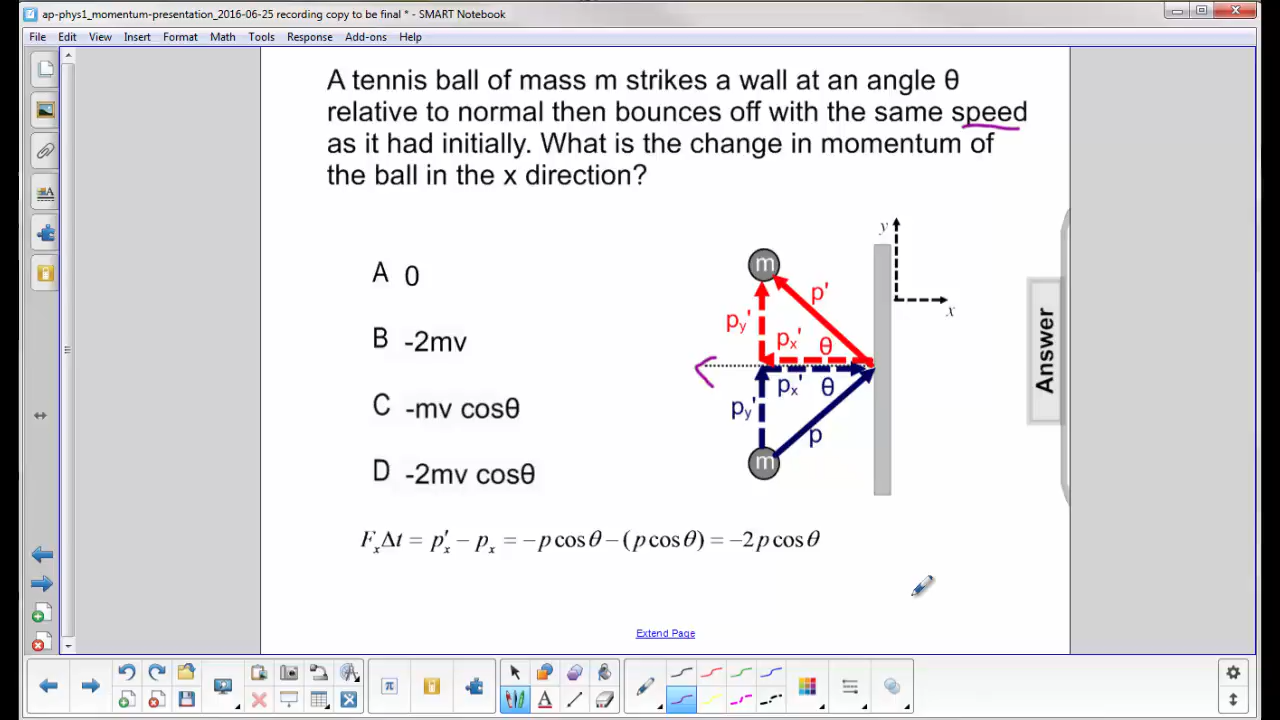 ap-phys1_momentum-presentation_2016-06-25 recording copy to be final * - SMART Notebook
File Edit View Insert Format Math Tools Response Add-ons Help
A tennis ball of mass m strikes a wall at an angle θ
relative to normal then bounces off with the same speed
as it had initially. What is the change in momentum of
the ball in the x direction?
A 0
B -2mv
C -mv cosθ
D -2mv cosθ
y
x
m
p'
py'
px'
θ
px'
θ
py'
p
m
Answer
FxΔt = p′x − px = −p cosθ − (p cosθ) = −2p cosθ
Extend Page
π
A